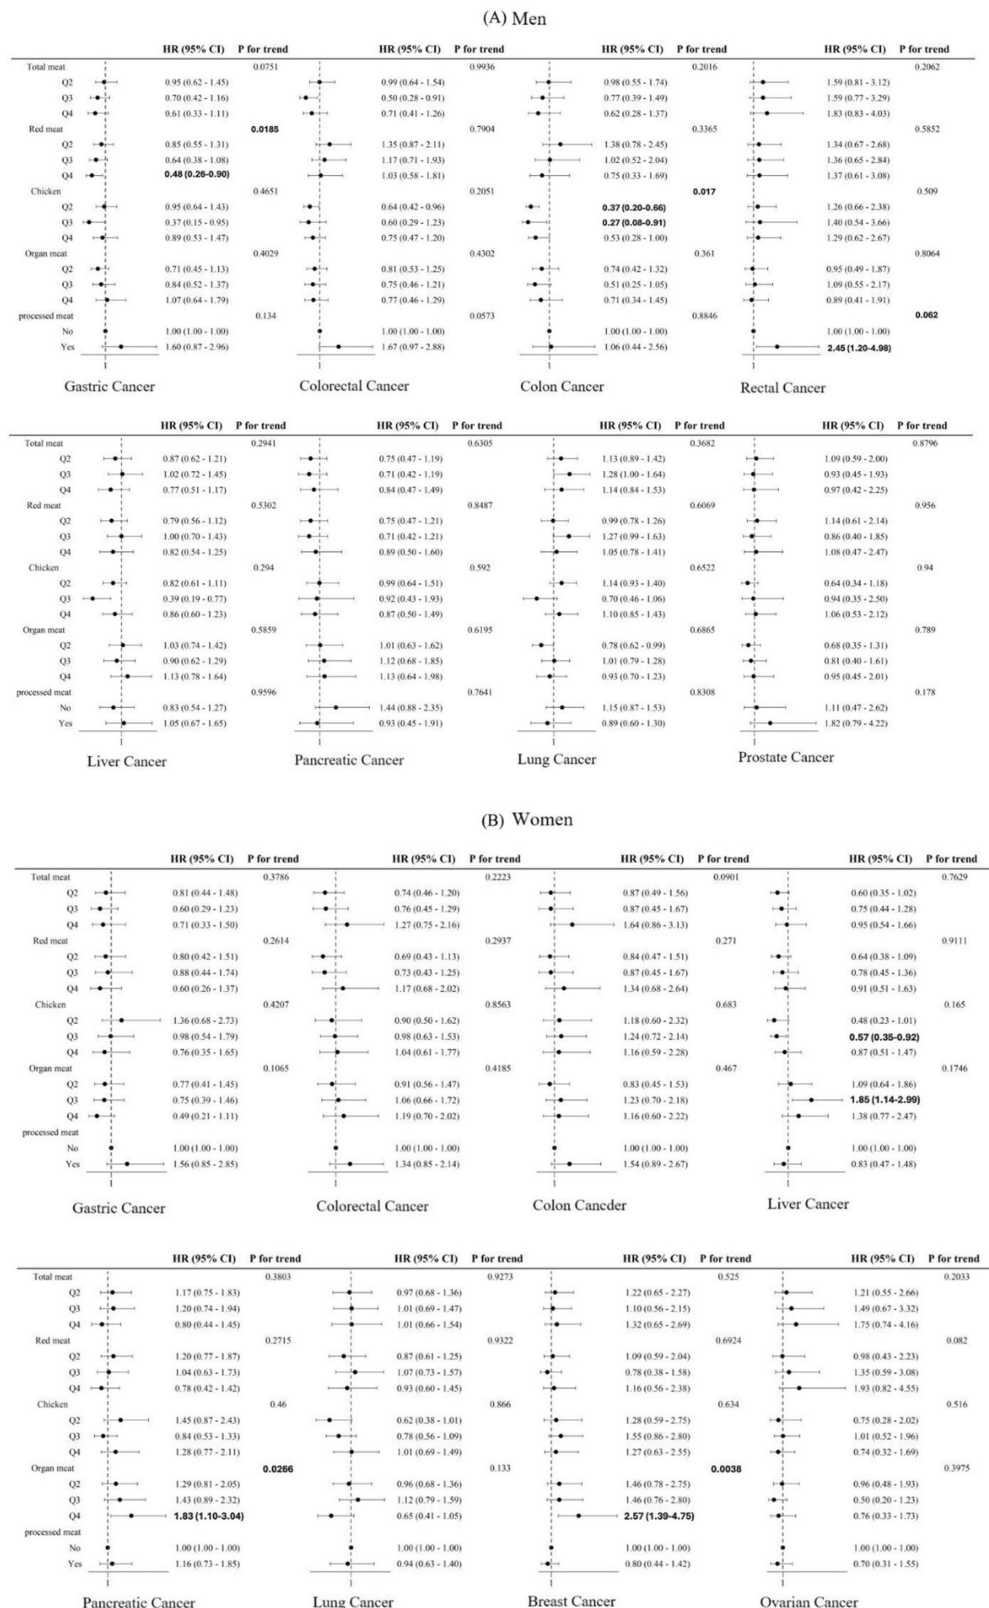 (A) Men
HR (95% CI) P for trend HR (95% CI) P for trend HR (95% CI) P for trend HR (95% CI) P for trend
Total meat 0.0751 0.9936 0.2016 0.2062
Q2 0.95 (0.62 - 1.45) 0.99 (0.64 - 1.54) 0.98 (0.55 - 1.74) 1.59 (0.81 - 3.12)
Q3 0.70 (0.42 - 1.16) 0.50 (0.28 - 0.91) 0.77 (0.39 - 1.49) 1.59 (0.77 - 3.29)
Q4 0.61 (0.33 - 1.11) 0.71 (0.41 - 1.26) 0.62 (0.28 - 1.37) 1.83 (0.83 - 4.03)
Red meat 0.0185 0.7904 0.3365 0.5852
Q2 0.85 (0.55 - 1.31) 1.35 (0.87 - 2.11) 1.38 (0.78 - 2.45) 1.34 (0.67 - 2.68)
Q3 0.64 (0.38 - 1.08) 1.17 (0.71 - 1.93) 1.02 (0.52 - 2.04) 1.36 (0.65 - 2.84)
Q4 0.48 (0.26-0.90) 1.03 (0.58 - 1.81) 0.75 (0.33 - 1.69) 1.37 (0.61 - 3.08)
Chicken 0.4651 0.2051 0.017 0.509
Q2 0.95 (0.64 - 1.43) 0.64 (0.42 - 0.96) 0.37 (0.20-0.66) 1.26 (0.66 - 2.38)
Q3 0.37 (0.15 - 0.95) 0.60 (0.29 - 1.23) 0.27 (0.08-0.91) 1.40 (0.54 - 3.66)
Q4 0.89 (0.53 - 1.47) 0.75 (0.47 - 1.20) 0.53 (0.28 - 1.00) 1.29 (0.62 - 2.67)
Organ meat 0.4029 0.4302 0.361 0.8064
Q2 0.71 (0.45 - 1.13) 0.81 (0.53 - 1.25) 0.74 (0.42 - 1.32) 0.95 (0.49 - 1.87)
Q3 0.84 (0.52 - 1.37) 0.75 (0.46 - 1.21) 0.51 (0.25 - 1.05) 1.09 (0.55 - 2.17)
Q4 1.07 (0.64 - 1.79) 0.77 (0.46 - 1.29) 0.71 (0.34 - 1.45) 0.89 (0.41 - 1.91)
processed meat 0.134 0.0573 0.8846 0.062
No 1.00 (1.00 - 1.00) 1.00 (1.00 - 1.00) 1.00 (1.00 - 1.00) 1.00 (1.00 - 1.00)
Yes 1.60 (0.87 - 2.96) 1.67 (0.97 - 2.88) 1.06 (0.44 - 2.56) 2.45 (1.20-4.98)
Gastric Cancer Colorectal Cancer Colon Cancer Rectal Cancer
HR (95% CI) P for trend HR (95% CI) P for trend HR (95% CI) P for trend HR (95% CI) P for trend
Total meat 0.2941 0.6305 0.3682 0.8796
Q2 0.87 (0.62 - 1.21) 0.75 (0.47 - 1.19) 1.13 (0.89 - 1.42) 1.09 (0.59 - 2.00)
Q3 1.02 (0.72 - 1.45) 0.71 (0.42 - 1.19) 1.28 (1.00 - 1.64) 0.93 (0.45 - 1.93)
Q4 0.77 (0.51 - 1.17) 0.84 (0.47 - 1.49) 1.14 (0.84 - 1.53) 0.97 (0.42 - 2.25)
Red meat 0.5302 0.8487 0.6069 0.956
Q2 0.79 (0.56 - 1.12) 0.75 (0.47 - 1.21) 0.99 (0.78 - 1.26) 1.14 (0.61 - 2.14)
Q3 1.00 (0.70 - 1.43) 0.71 (0.42 - 1.21) 1.27 (0.99 - 1.63) 0.86 (0.40 - 1.85)
Q4 0.82 (0.54 - 1.25) 0.89 (0.50 - 1.60) 1.05 (0.78 - 1.41) 1.08 (0.47 - 2.47)
Chicken 0.294 0.592 0.6522 0.94
Q2 0.82 (0.61 - 1.11) 0.99 (0.64 - 1.51) 1.14 (0.93 - 1.40) 0.64 (0.34 - 1.18)
Q3 0.39 (0.19 - 0.77) 0.92 (0.43 - 1.93) 0.70 (0.46 - 1.06) 0.94 (0.35 - 2.50)
Q4 0.86 (0.60 - 1.23) 0.87 (0.50 - 1.49) 1.10 (0.85 - 1.43) 1.06 (0.53 - 2.12)
Organ meat 0.5859 0.6195 0.6865 0.789
Q2 1.03 (0.74 - 1.42) 1.01 (0.63 - 1.62) 0.78 (0.62 - 0.99) 0.68 (0.35 - 1.31)
Q3 0.90 (0.62 - 1.29) 1.12 (0.68 - 1.85) 1.01 (0.79 - 1.28) 0.81 (0.40 - 1.61)
Q4 1.13 (0.78 - 1.64) 1.13 (0.64 - 1.98) 0.93 (0.70 - 1.23) 0.95 (0.45 - 2.01)
processed meat 0.9596 0.7641 0.8308 0.178
No 0.83 (0.54 - 1.27) 1.44 (0.88 - 2.35) 1.15 (0.87 - 1.53) 1.11 (0.47 - 2.62)
Yes 1.05 (0.67 - 1.65) 0.93 (0.45 - 1.91) 0.89 (0.60 - 1.30) 1.82 (0.79 - 4.22)
Liver Cancer Pancreatic Cancer Lung Cancer Prostate Cancer
(B) Women
HR (95% CI) P for trend HR (95% CI) P for trend HR (95% CI) P for trend HR (95% CI) P for trend
Total meat 0.3786 0.2223 0.0901 0.7629
Q2 0.81 (0.44 - 1.48) 0.74 (0.46 - 1.20) 0.87 (0.49 - 1.56) 0.60 (0.35 - 1.02)
Q3 0.60 (0.29 - 1.23) 0.76 (0.45 - 1.29) 0.87 (0.45 - 1.67) 0.75 (0.44 - 1.28)
Q4 0.71 (0.33 - 1.50) 1.27 (0.75 - 2.16) 1.64 (0.86 - 3.13) 0.95 (0.54 - 1.66)
Red meat 0.2614 0.2937 0.271 0.9111
Q2 0.80 (0.42 - 1.51) 0.69 (0.43 - 1.13) 0.84 (0.47 - 1.51) 0.64 (0.38 - 1.09)
Q3 0.88 (0.44 - 1.74) 0.73 (0.43 - 1.25) 0.87 (0.45 - 1.67) 0.78 (0.45 - 1.36)
Q4 0.60 (0.26 - 1.37) 1.17 (0.68 - 2.02) 1.34 (0.68 - 2.64) 0.91 (0.51 - 1.63)
Chicken 0.4207 0.8563 0.683 0.165
Q2 1.36 (0.68 - 2.73) 0.90 (0.50 - 1.62) 1.18 (0.60 - 2.32) 0.48 (0.23 - 1.01)
Q3 0.98 (0.54 - 1.79) 0.98 (0.63 - 1.53) 1.24 (0.72 - 2.14) 0.57 (0.35-0.92)
Q4 0.76 (0.35 - 1.65) 1.04 (0.61 - 1.77) 1.16 (0.59 - 2.28) 0.87 (0.51 - 1.47)
Organ meat 0.1065 0.4185 0.467 0.1746
Q2 0.77 (0.41 - 1.45) 0.91 (0.56 - 1.47) 0.83 (0.45 - 1.53) 1.09 (0.64 - 1.86)
Q3 0.75 (0.39 - 1.46) 1.06 (0.66 - 1.72) 1.23 (0.70 - 2.18) 1.85 (1.14-2.99)
Q4 0.49 (0.21 - 1.11) 1.19 (0.70 - 2.02) 1.16 (0.60 - 2.22) 1.38 (0.77 - 2.47)
processed meat
No 1.00 (1.00 - 1.00) 1.00 (1.00 - 1.00) 1.00 (1.00 - 1.00) 1.00 (1.00 - 1.00)
Yes 1.56 (0.85 - 2.85) 1.34 (0.85 - 2.14) 1.54 (0.89 - 2.67) 0.83 (0.47 - 1.48)
Gastric Cancer Colorectal Cancer Colon Cancder Liver Cancer
HR (95% CI) P for trend HR (95% CI) P for trend HR (95% CI) P for trend HR (95% CI) P for trend
Total meat 0.3803 0.9273 0.525 0.2033
Q2 1.17 (0.75 - 1.83) 0.97 (0.68 - 1.36) 1.22 (0.65 - 2.27) 1.21 (0.55 - 2.66)
Q3 1.20 (0.74 - 1.94) 1.01 (0.69 - 1.47) 1.10 (0.56 - 2.15) 1.49 (0.67 - 3.32)
Q4 0.80 (0.44 - 1.45) 1.01 (0.66 - 1.54) 1.32 (0.65 - 2.69) 1.75 (0.74 - 4.16)
Red meat 0.2715 0.9322 0.6924 0.082
Q2 1.20 (0.77 - 1.87) 0.87 (0.61 - 1.25) 1.09 (0.59 - 2.04) 0.98 (0.43 - 2.23)
Q3 1.04 (0.63 - 1.73) 1.07 (0.73 - 1.57) 0.78 (0.38 - 1.58) 1.35 (0.59 - 3.08)
Q4 0.78 (0.42 - 1.42) 0.93 (0.60 - 1.45) 1.16 (0.56 - 2.38) 1.93 (0.82 - 4.55)
Chicken 0.46 0.866 0.634 0.516
Q2 1.45 (0.87 - 2.43) 0.62 (0.38 - 1.01) 1.28 (0.59 - 2.75) 0.75 (0.28 - 2.02)
Q3 0.84 (0.53 - 1.33) 0.78 (0.56 - 1.09) 1.55 (0.86 - 2.80) 1.01 (0.52 - 1.96)
Q4 1.28 (0.77 - 2.11) 1.01 (0.69 - 1.49) 1.27 (0.63 - 2.55) 0.74 (0.32 - 1.69)
Organ meat 0.0266 0.133 0.0038 0.3975
Q2 1.29 (0.81 - 2.05) 0.96 (0.68 - 1.36) 1.46 (0.78 - 2.75) 0.96 (0.48 - 1.93)
Q3 1.43 (0.89 - 2.32) 1.12 (0.79 - 1.59) 1.46 (0.76 - 2.80) 0.50 (0.20 - 1.23)
Q4 1.83 (1.10-3.04) 0.65 (0.41 - 1.05) 2.57 (1.39-4.75) 0.76 (0.33 - 1.73)
processed meat
No 1.00 (1.00 - 1.00) 1.00 (1.00 - 1.00) 1.00 (1.00 - 1.00) 1.00 (1.00 - 1.00)
Yes 1.16 (0.73 - 1.85) 0.94 (0.63 - 1.40) 0.80 (0.44 - 1.42) 0.70 (0.31 - 1.55)
Pancreatic Cancer Lung Cancer Breast Cancer Ovarian Cancer